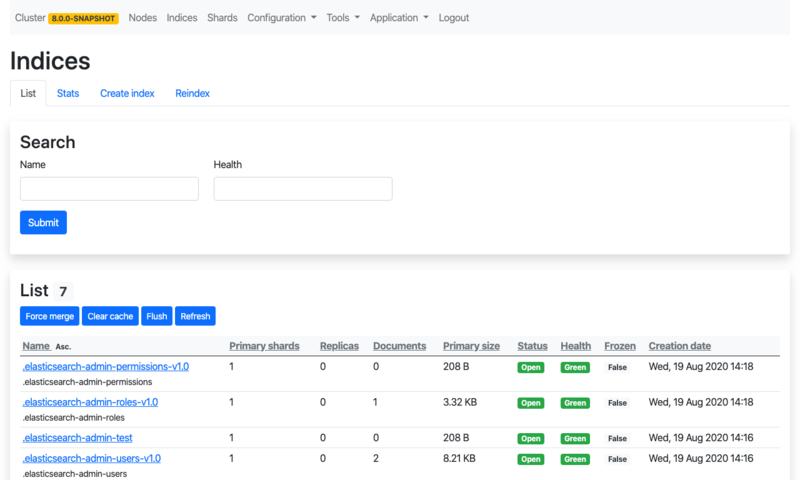 Cluster 8.0.0-SNAPSHOT Nodes Indices Shards Configuration Tools Application Logout
Indices
List Stats Create index Reindex
Search
Name Health
Submit
List 7
Force merge Clear cache Flush Refresh
Name Asc. Primary shards Replicas Documents Primary size Status Health Frozen Creation date
.elasticsearch-admin-permissions-v1.0 1 0 0 208 B Open Green False Wed, 19 Aug 2020 14:18
.elasticsearch-admin-permissions
.elasticsearch-admin-roles-v1.0 1 0 1 3.32 KB Open Green False Wed, 19 Aug 2020 14:18
.elasticsearch-admin-roles
.elasticsearch-admin-test 1 0 0 208 B Open Green False Wed, 19 Aug 2020 14:16
.elasticsearch-admin-users-v1.0 1 0 2 8.21 KB Open Green False Wed, 19 Aug 2020 14:16
.elasticsearch-admin-users